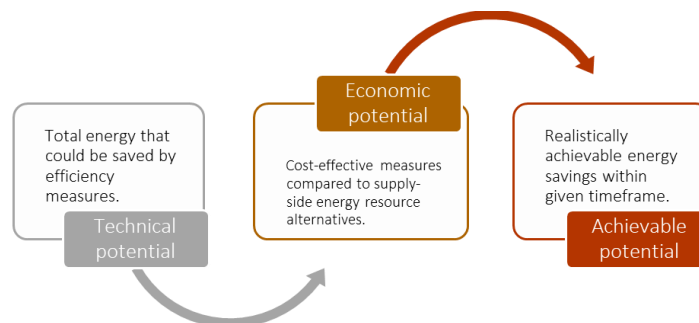 Total energy that
could be saved by
efficiency
measures.
Technical
potential
Economic
potential
Cost-effective measures
compared to supply-
side energy resource
alternatives.
Realistically
achievable energy
savings within
given timeframe.
Achievable
potential